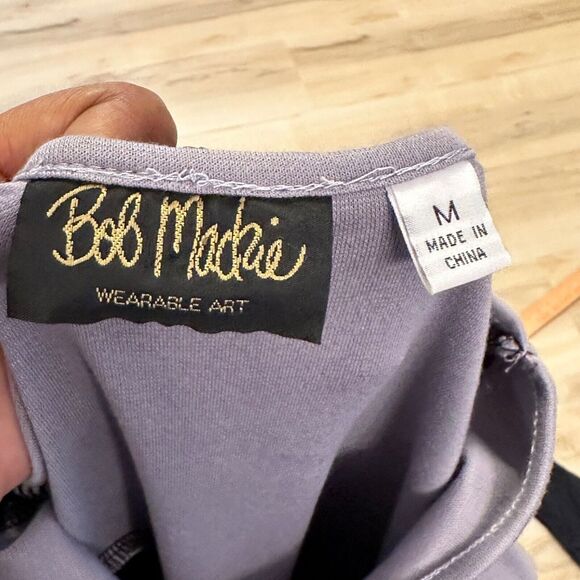 Bob Mackie
WEARABLE ART
M
MADE IN
CHINA